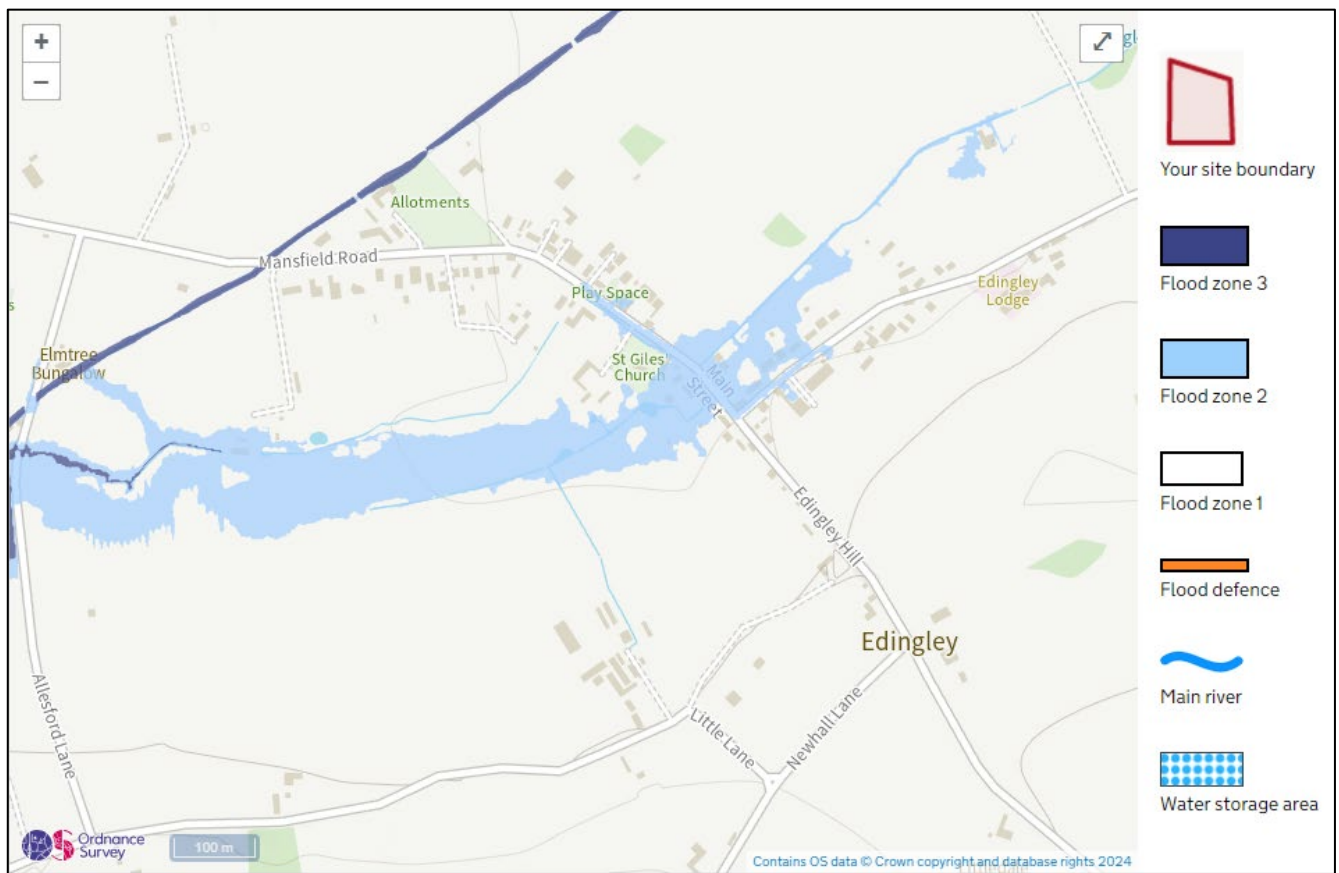 +
−
Allotments
Mansfield Road
Play Space
Edingley
Lodge
Elmtree
Bungalow
St Giles
Church
Main
Street
Edingley Hill
Edingley
Allesford Lane
Little Lane
Newhall Lane
Ordnance
Survey
100 m
Contains OS data © Crown copyright and database rights 2024
Your site boundary
Flood zone 3
Flood zone 2
Flood zone 1
Flood defence
Main river
Water storage area